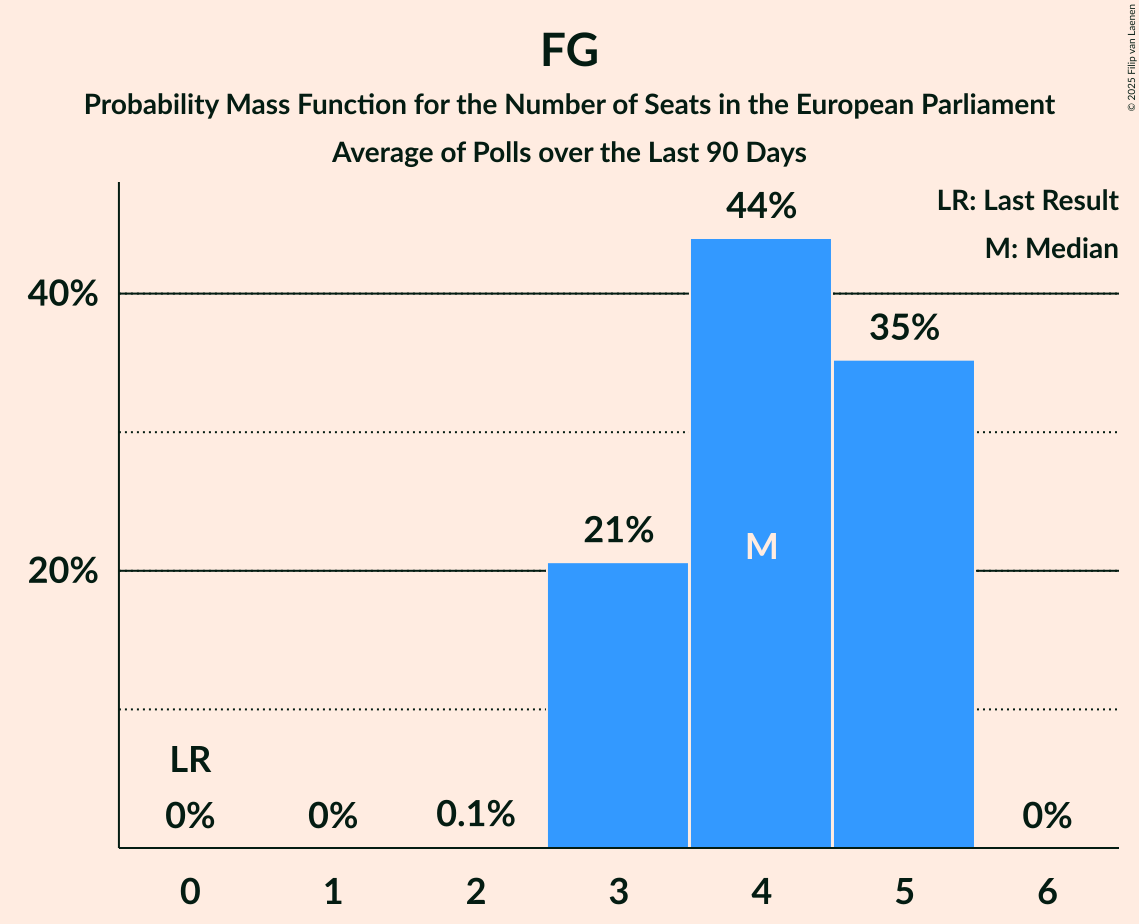 FG
Probability Mass Function for the Number of Seats in the European Parliament
Average of Polls over the Last 90 Days
© 2025 Filip van Laenen
LR: Last Result
M: Median
44%
40%
35%
21%
M
20%
LR
0%
0%
0.1%
0%
0
1
2
3
4
5
6